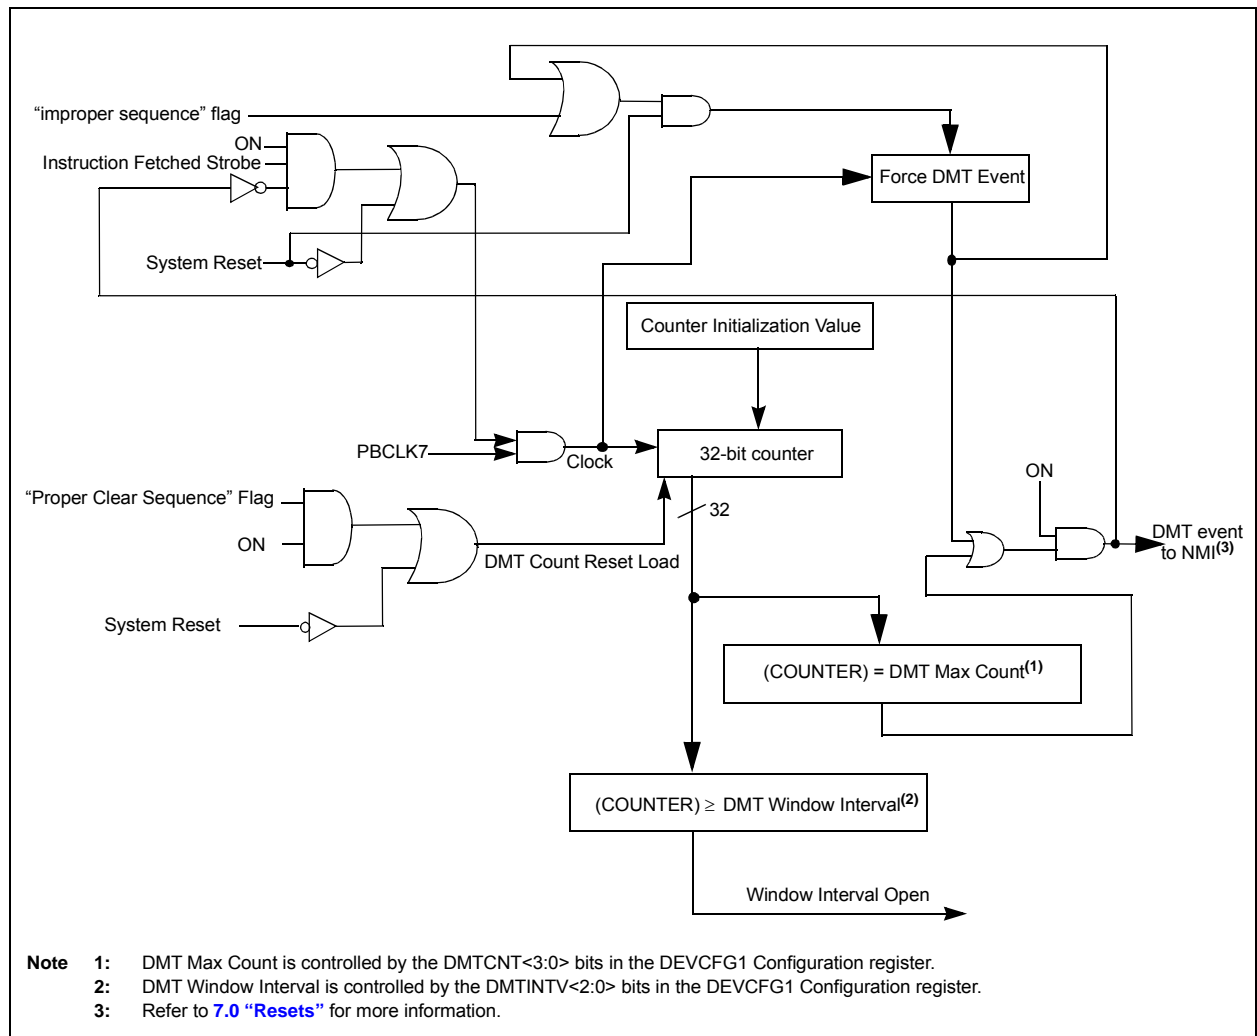 “improper sequence” flag
ON
Instruction Fetched Strobe
Force DMT Event
System Reset
Counter Initialization Value
PBCLK7
Clock
32-bit counter
“Proper Clear Sequence” Flag
ON
32
ON
DMT Count Reset Load
DMT event
to NMI(3)
System Reset
(COUNTER) = DMT Max Count(1)
(COUNTER) ≥ DMT Window Interval(2)
Window Interval Open
Note 1: DMT Max Count is controlled by the DMTCNT<3:0> bits in the DEVCFG1 Configuration register.
2: DMT Window Interval is controlled by the DMTINTV<2:0> bits in the DEVCFG1 Configuration register.
3: Refer to 7.0 “Resets” for more information.